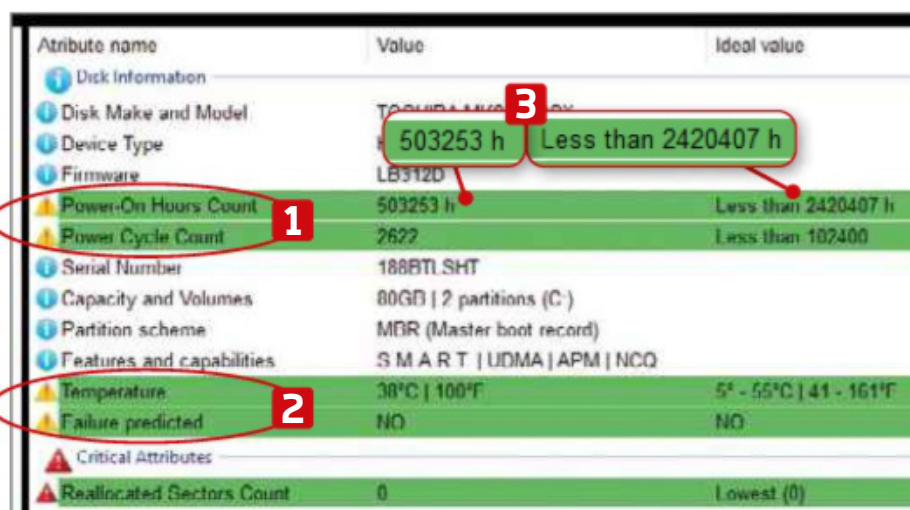 Atribute name Value Ideal value
Disk Information
Disk Make and Model TOSHIBA
3
Device Type 503253 h Less than 2420407 h
Firmware LB312D
Power-On Hours Count 1 503253 h Less than 2420407 h
Power Cycle Count 2622 Less than 102400
Serial Number 188BTLSHT
Capacity and Volumes 80GB | 2 partitions (C:)
Partition scheme MBR (Master boot record)
Features and capabilities S M A R T | UDMA | APM | NCQ
Temperature 2 38°C | 100°F 5° - 55°C | 41 - 161°F
Failure predicted NO NO
Critical Attributes
Reallocated Sectors Count 0 Lowest (0)